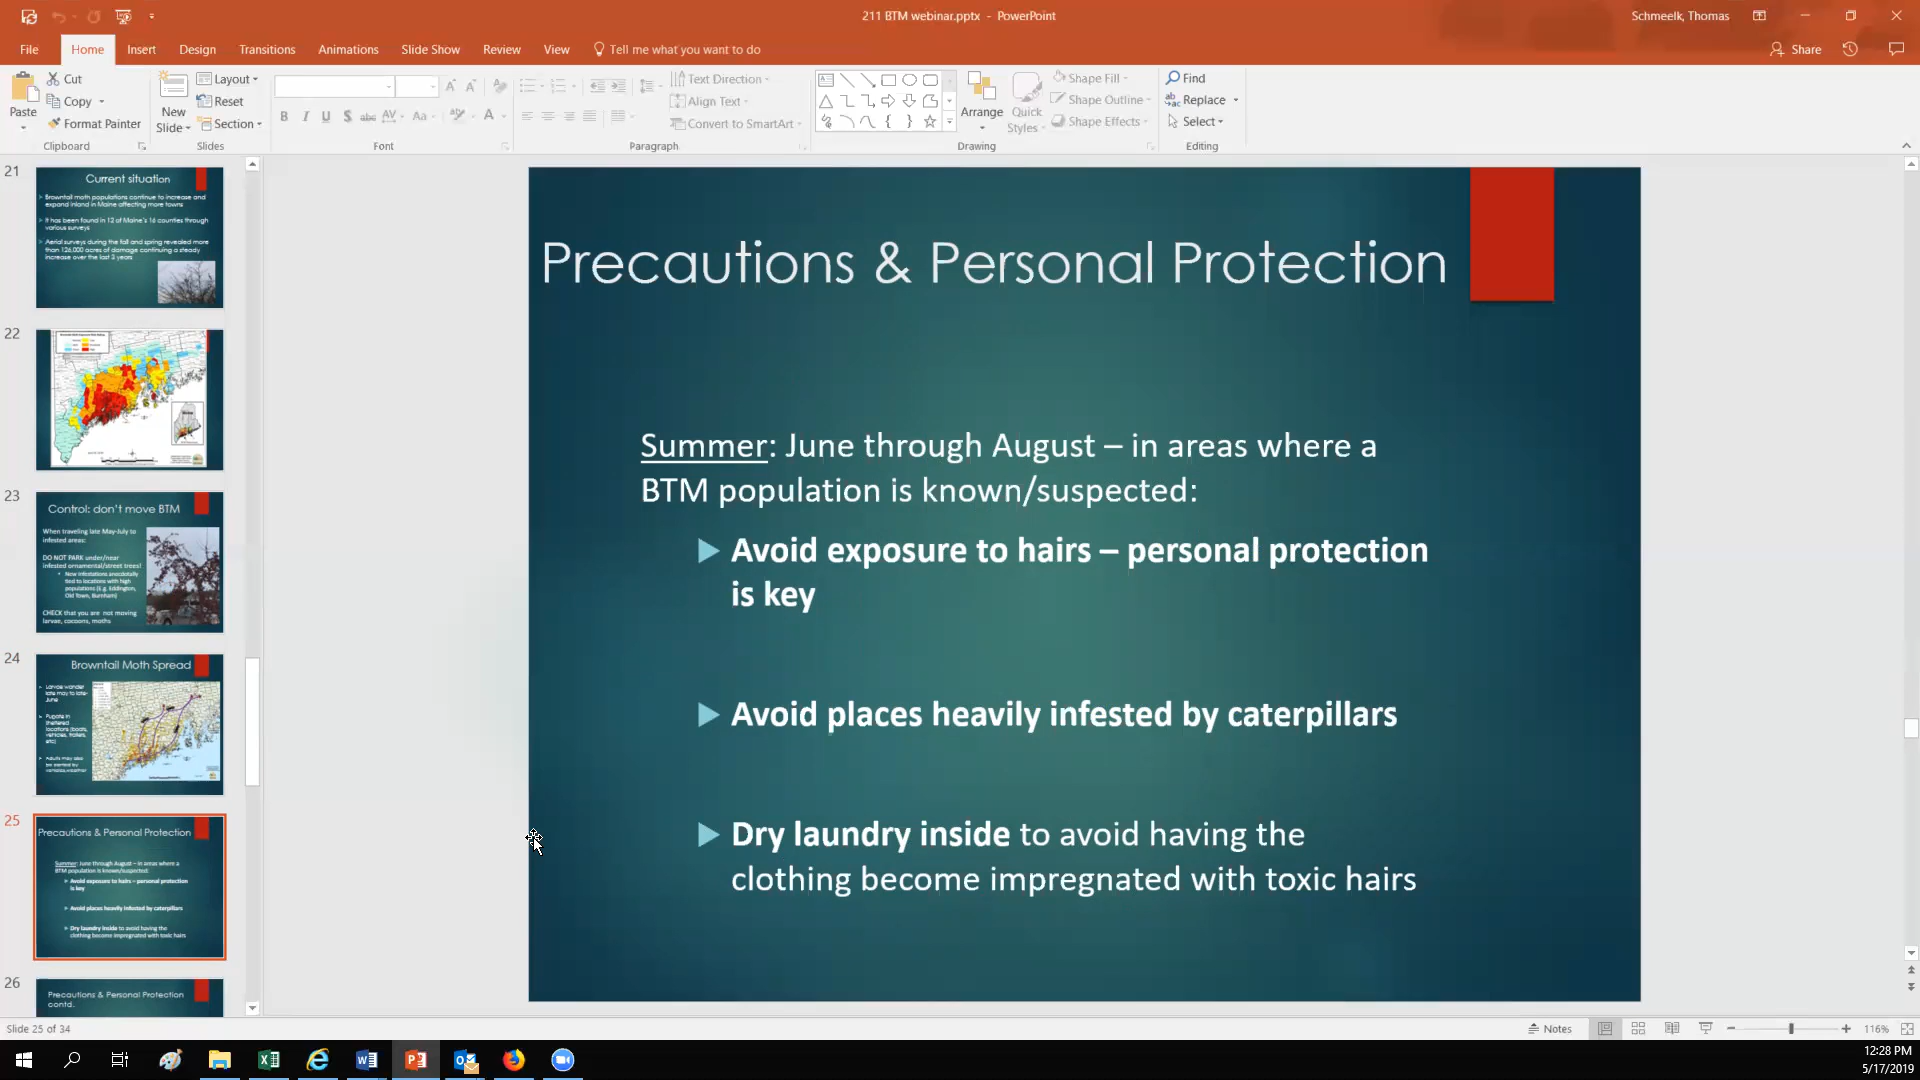 211 BTM webinar.pptx - PowerPoint
Schmeelk, Thomas
File
Home
Insert
Design
Transitions
Animations
Slide Show
Review
View
Tell me what you want to do
Share
Paste
Cut
Copy
Format Painter
Clipboard
New
Slide
Layout
Reset
Section
Slides
Font
Text Direction
Align Text
Convert to SmartArt
Paragraph
Arrange
Quick
Styles
Shape Fill
Shape Outline
Shape Effects
Drawing
Find
Replace
Select
Editing
21
Current situation
Browntail moth populations continue to increase and
expand inland in Maine affecting more towns
It has been found in 12 of Maine's 16 counties through
various surveys
Aerial surveys during the fall and spring revealed more
than 126,000 acres of damage continuing a steady
increase over the last 3 years
22
23
Control: don't move BTM
When traveling late May-July to
infested areas:
DO NOT PARK under/near
infested ornamental/street trees!
New infestations anecdotally
tied to locations with high
populations (E.g. Eddington,
Old Town, Burnham)
CHECK that you are not moving
larvae, cocoons, moths
24
Browntail Moth Spread
Larvae wander
late may to late-
June
Pupate in
sheltered
locations (boats,
vehicles, trailers,
etc)
Adults may also
be carried by
25
Precautions & Personal Protection
Summer: June through August – in areas where a
BTM population is known/suspected:
Avoid exposure to hairs – personal protection
is key
Avoid places heavily infested by caterpillars
Dry laundry inside to avoid having the
clothing become impregnated with toxic hairs
26
Precautions & Personal Protection
contd.
Precautions & Personal Protection
Summer: June through August – in areas where a
BTM population is known/suspected:
Avoid exposure to hairs – personal protection
is key
Avoid places heavily infested by caterpillars
Dry laundry inside to avoid having the
clothing become impregnated with toxic hairs
Slide 25 of 34
Notes
116%
12:28 PM
5/17/2019